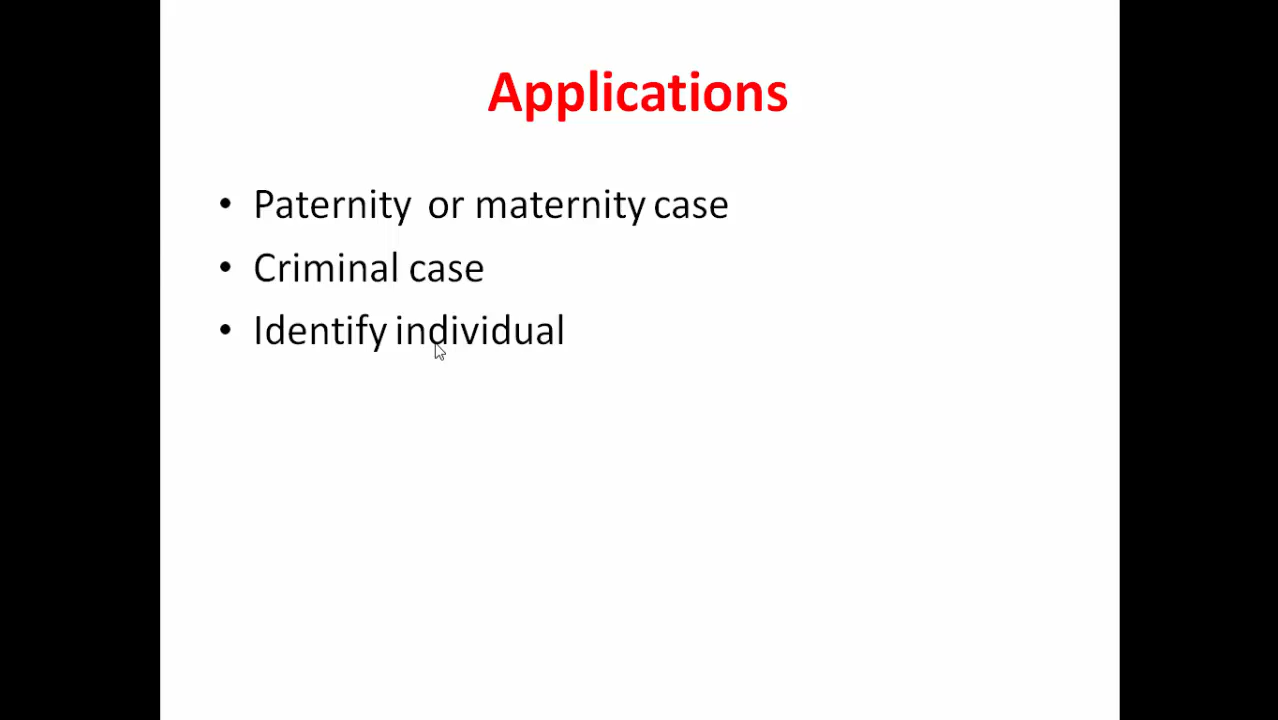 Applications
• Paternity or maternity case
• Criminal case
• Identify individual